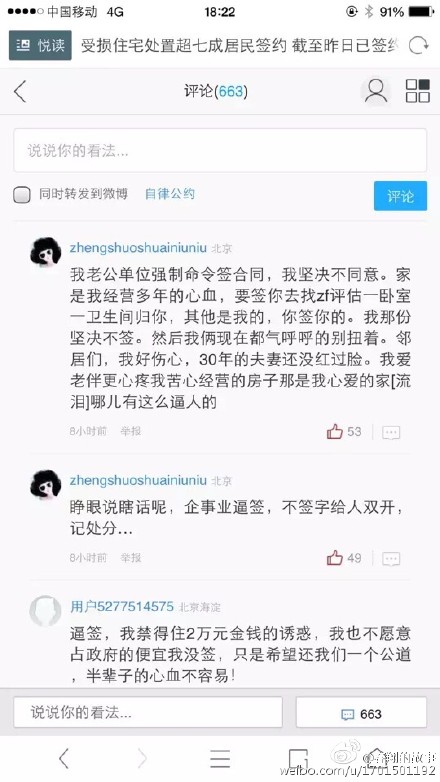 中国移动 4G 18:22 91%
悦读 受损住宅处置超七成居民签约 截至昨日已签约
评论(663)
说说你的看法...
同时转发到微博 自律公约 评论
zhengshuoshuainiuniu 北京
我老公单位强制命令签合同，我坚决不同意。家
是我经营多年的心血，要签你去找zf评估一卧室
一卫生间归你，其他是我的，你签你的。我那份
坚决不签。然后我俩现在都气呼呼的别扭着。邻
居们，我好伤心，30年的夫妻还没红过脸。我爱
老伴更心疼我苦心经营的房子那是我心爱的家[流
泪]哪儿有这么逼人的
8小时前 举报 53
zhengshuoshuainiuniu 北京
睁眼说瞎话呢，企事业逼签，不签字给人双开，
记处分...
8小时前 举报 49
用户5277514575 北京海淀
逼签，我禁得住2万元金钱的诱惑，我也不愿意
占政府的便宜我没签，只是希望还我们一个公道
，半辈子的心血不容易！
说说你的看法... 663
的故事
weibo.com/u/1701501192